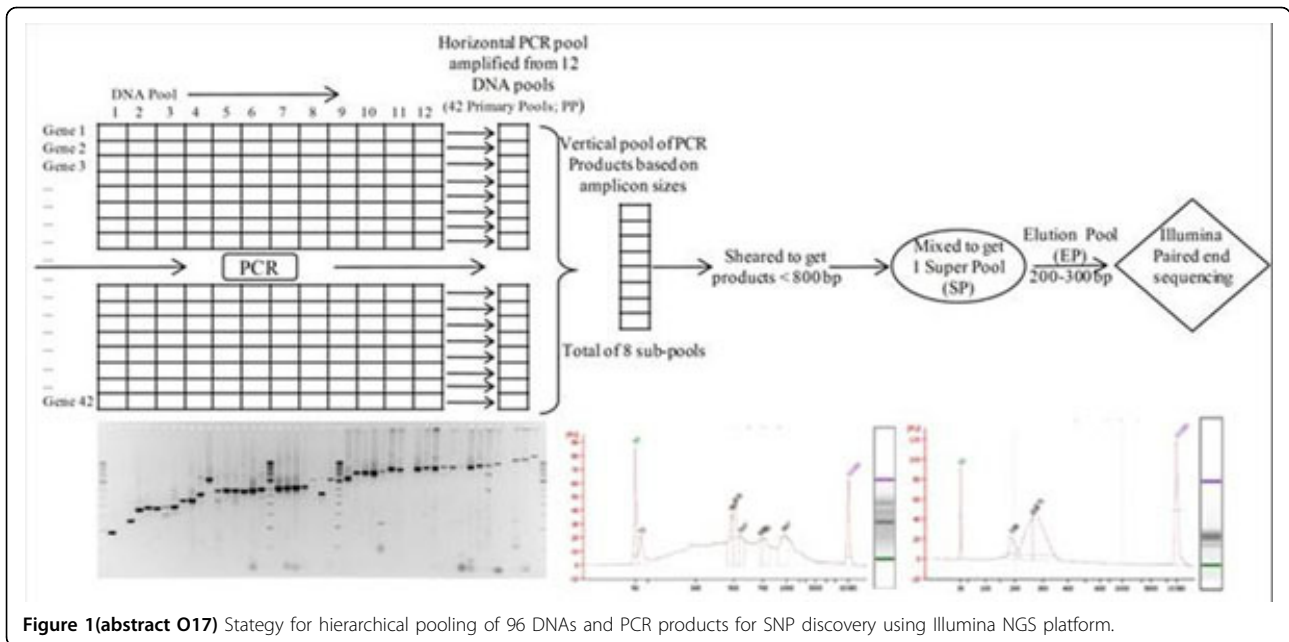 Horizontal PCR pool
amplified from 12
DNA pools
(42 Primary Pools; PP)
DNA Pool
1 2 3 4 5 6 7 8 9 10 11 12
Gene 1
Gene 2
Gene 3
Gene 42
PCR
Vertical pool of PCR
Products based on
amplicon sizes
Total of 8 sub-pools
Sheared to get
products < 800 bp
Mixed to get
1 Super Pool
(SP)
Elution Pool
(EP)
200-300bp
Illumina
Paired end
sequencing
Figure 1(abstract O17) Stategy for hierarchical pooling of 96 DNAs and PCR products for SNP discovery using Illumina NGS platform.